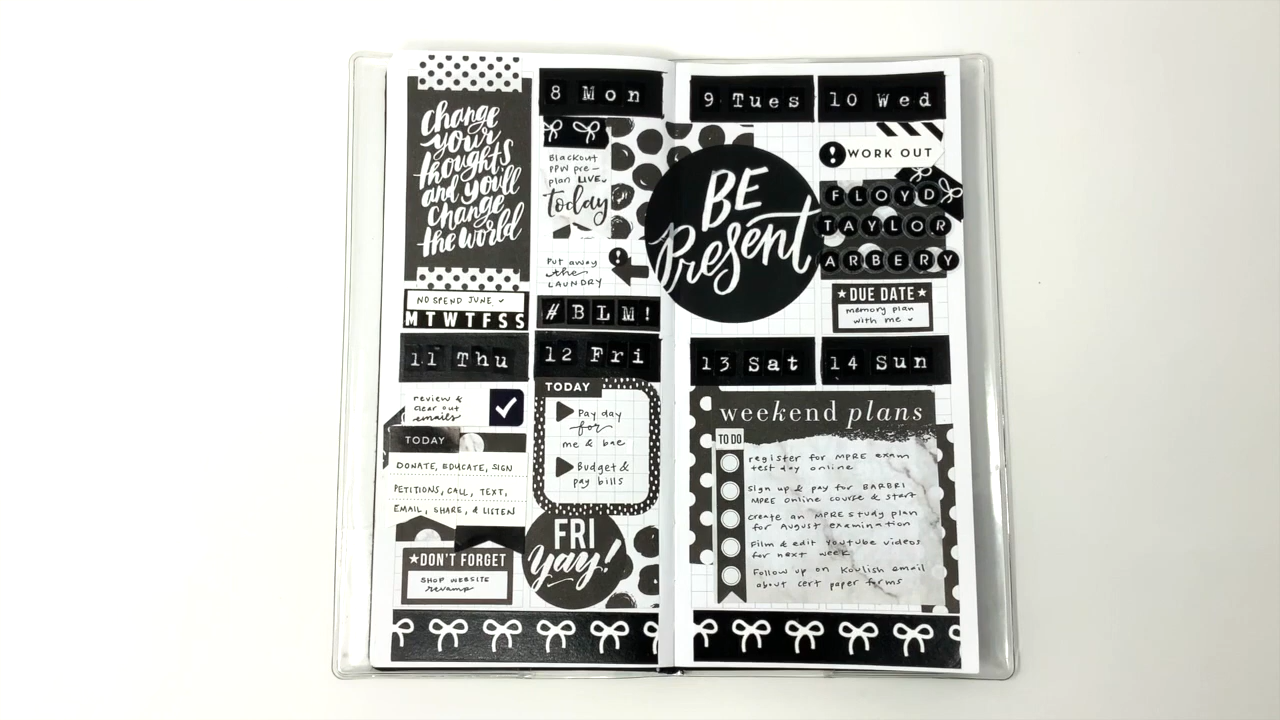 change
your
thoughts
and you'll
change
the world
NO SPEND JUNE
M T W T F S S
8 Mon
Blackout
PPW pre-
plan LIVE
today
Put away
the
LAUNDRY
#BLM!
9 Tues
BE
Present
10 Wed
WORK OUT
FLOYD
TAYLOR
ARBERY
DUE DATE
memory plan
with me
11 Thu
review &
clear out
emails
TODAY
DONATE, EDUCATE, SIGN
PETITIONS, CALL, TEXT,
EMAIL, SHARE, & LISTEN
DON'T FORGET
SHOP WEBSITE
revamp
12 Fri
TODAY
Pay day
for
me & bae
Budget &
pay bills
FRI
yay!
13 Sat
14 Sun
weekend plans
TO DO
register for MPRE exam
test day online
Sign up & pay for BARBRI
MPRE online course & start
create an MPRE study plan
for August examination
Film & edit Youtube videos
for next week
Follow up on Koulish email
about cert paper forms